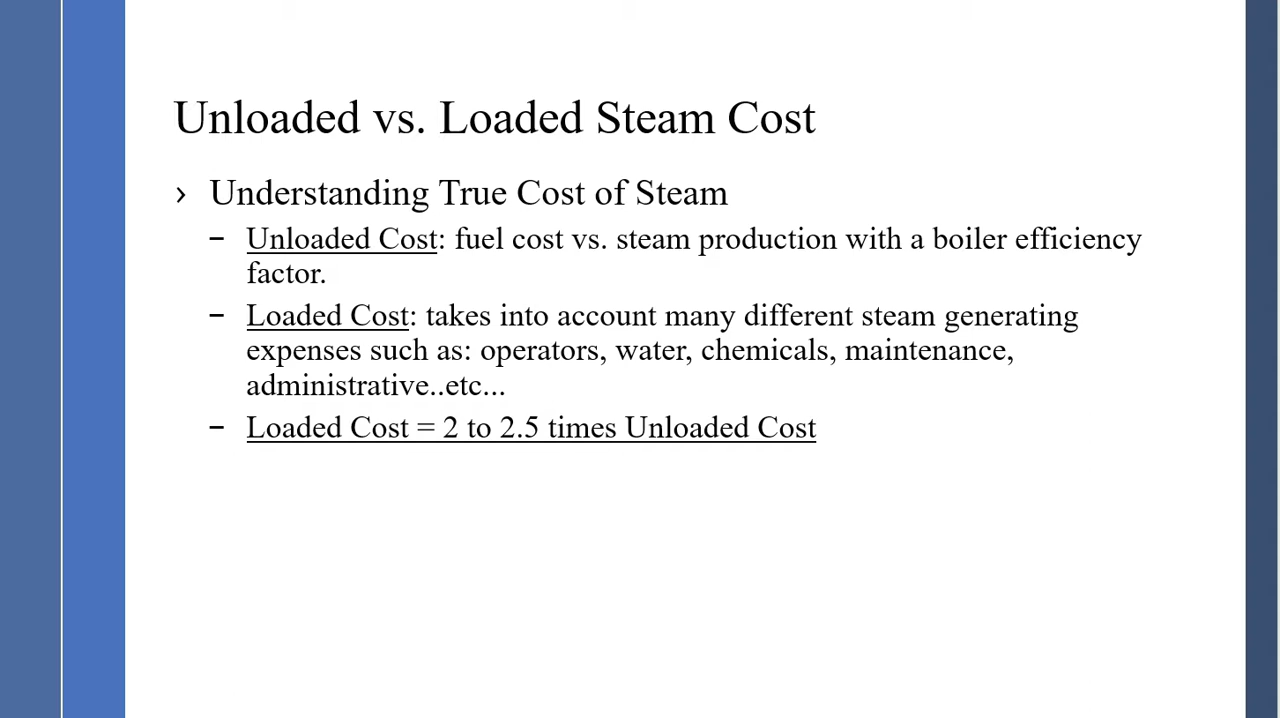 Unloaded vs. Loaded Steam Cost
› Understanding True Cost of Steam
– Unloaded Cost: fuel cost vs. steam production with a boiler efficiency
factor.
– Loaded Cost: takes into account many different steam generating
expenses such as: operators, water, chemicals, maintenance,
administrative..etc...
– Loaded Cost = 2 to 2.5 times Unloaded Cost